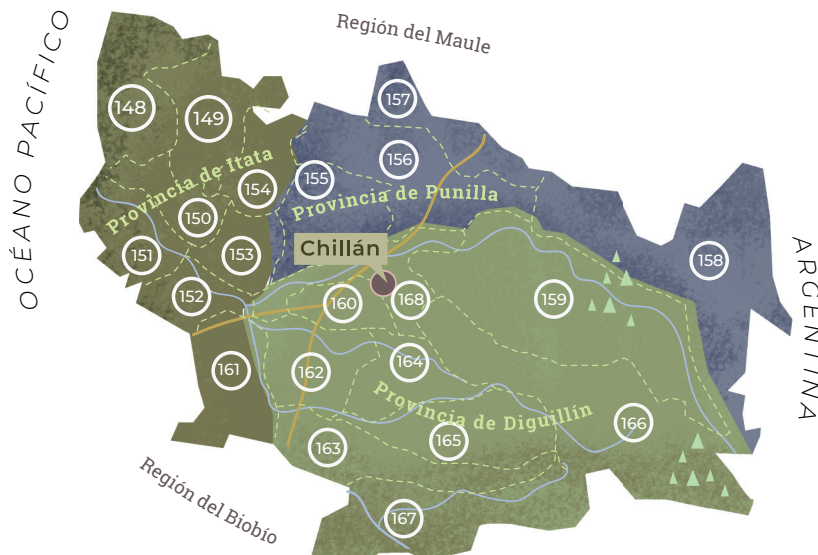 Región del Maule
OCÉANO PACÍFICO
148
149
157
156
155
154
Provincia de Itata
Provincia de Punilla
150
151
153
Chillán
158
ARGENTINA
152
160
168
159
161
162
164
Provincia de Diguillín
163
165
166
Región del Biobío
167